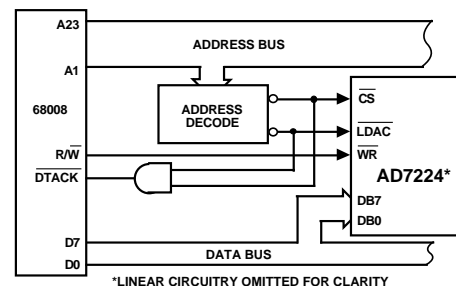 A23
ADDRESS BUS
A1
68008
ADDRESS
DECODE
CS
LDAC
R/W
WR
DTACK
AD7224*
DB7
DB0
D7
DATA BUS
D0
*LINEAR CIRCUITRY OMITTED FOR CLARITY